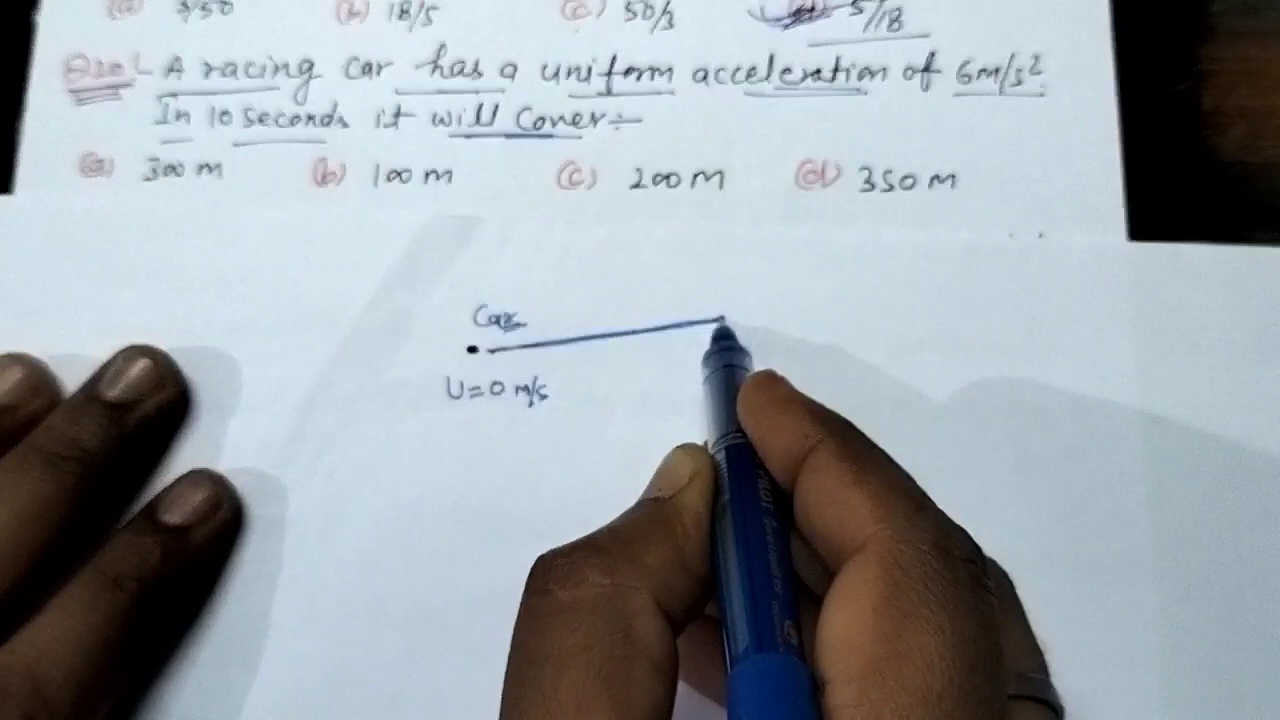 (b) 18/5 (c) 50/3 5/18
A racing car has a uniform acceleration of 6m/s².
In 10 seconds it will cover:-
(a) 300 m (b) 100 m (c) 200 m (d) 350 m
Car
U=0 m/s
PILOT